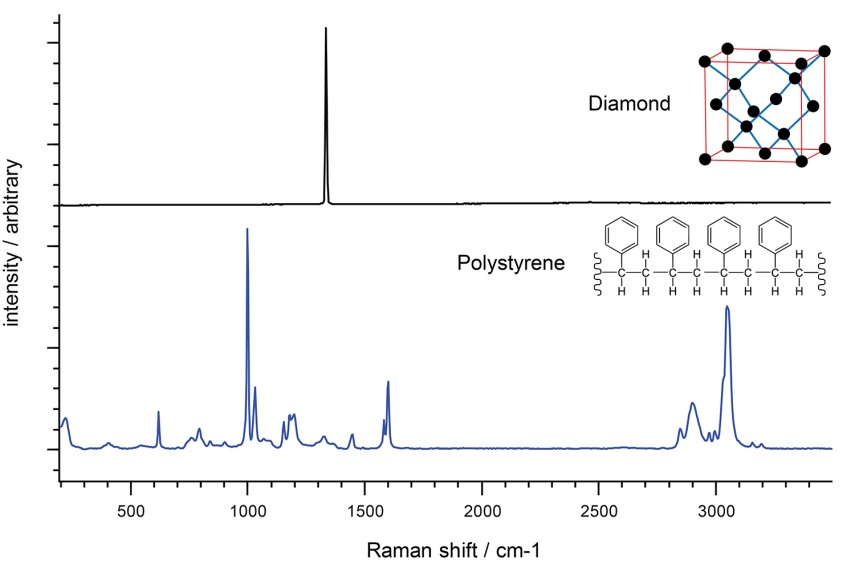 Diamond
intensity / arbitrary
Polystyrene
H H H H
C C C C C C C C
H H H H H H H H
500 1000 1500 2000 2500 3000
Raman shift / cm-1